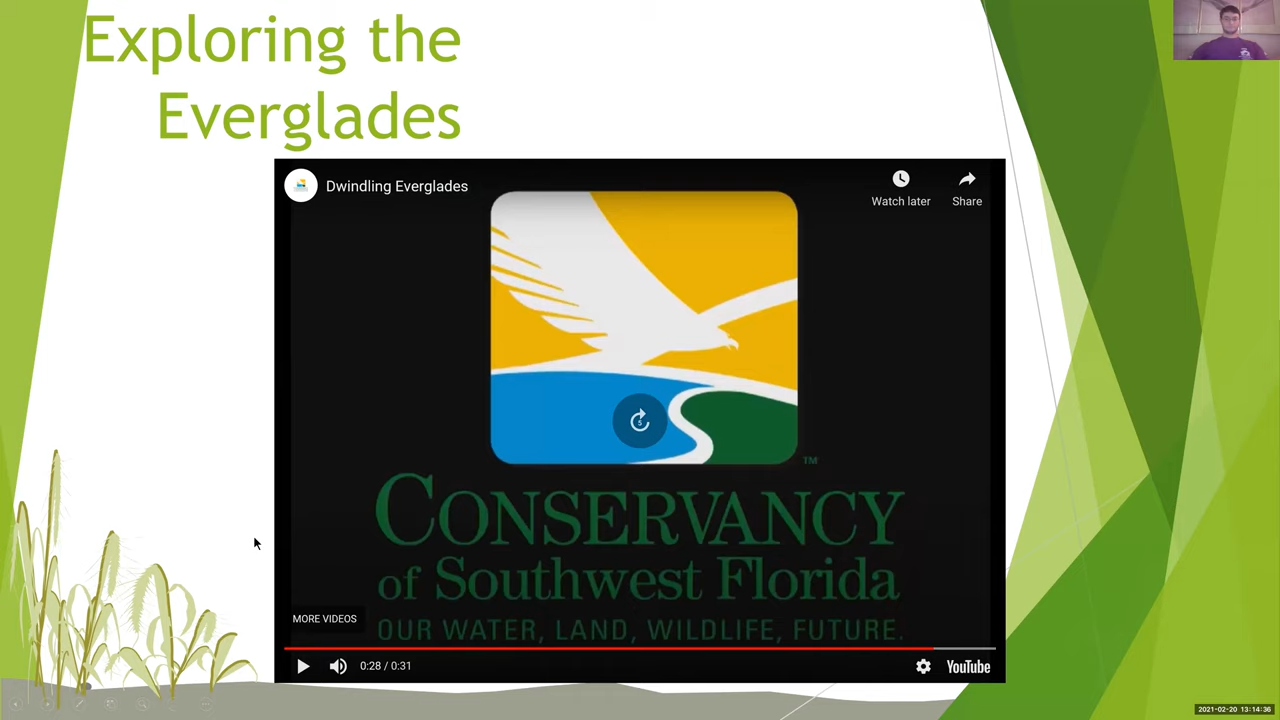 Exploring the
Everglades
Dwindling Everglades
Watch later
Share
5
™
CONSERVANCY
of Southwest Florida
OUR WATER, LAND, WILDLIFE, FUTURE.
MORE VIDEOS
0:28 / 0:31
YouTube
2021-02-20 13:14:36